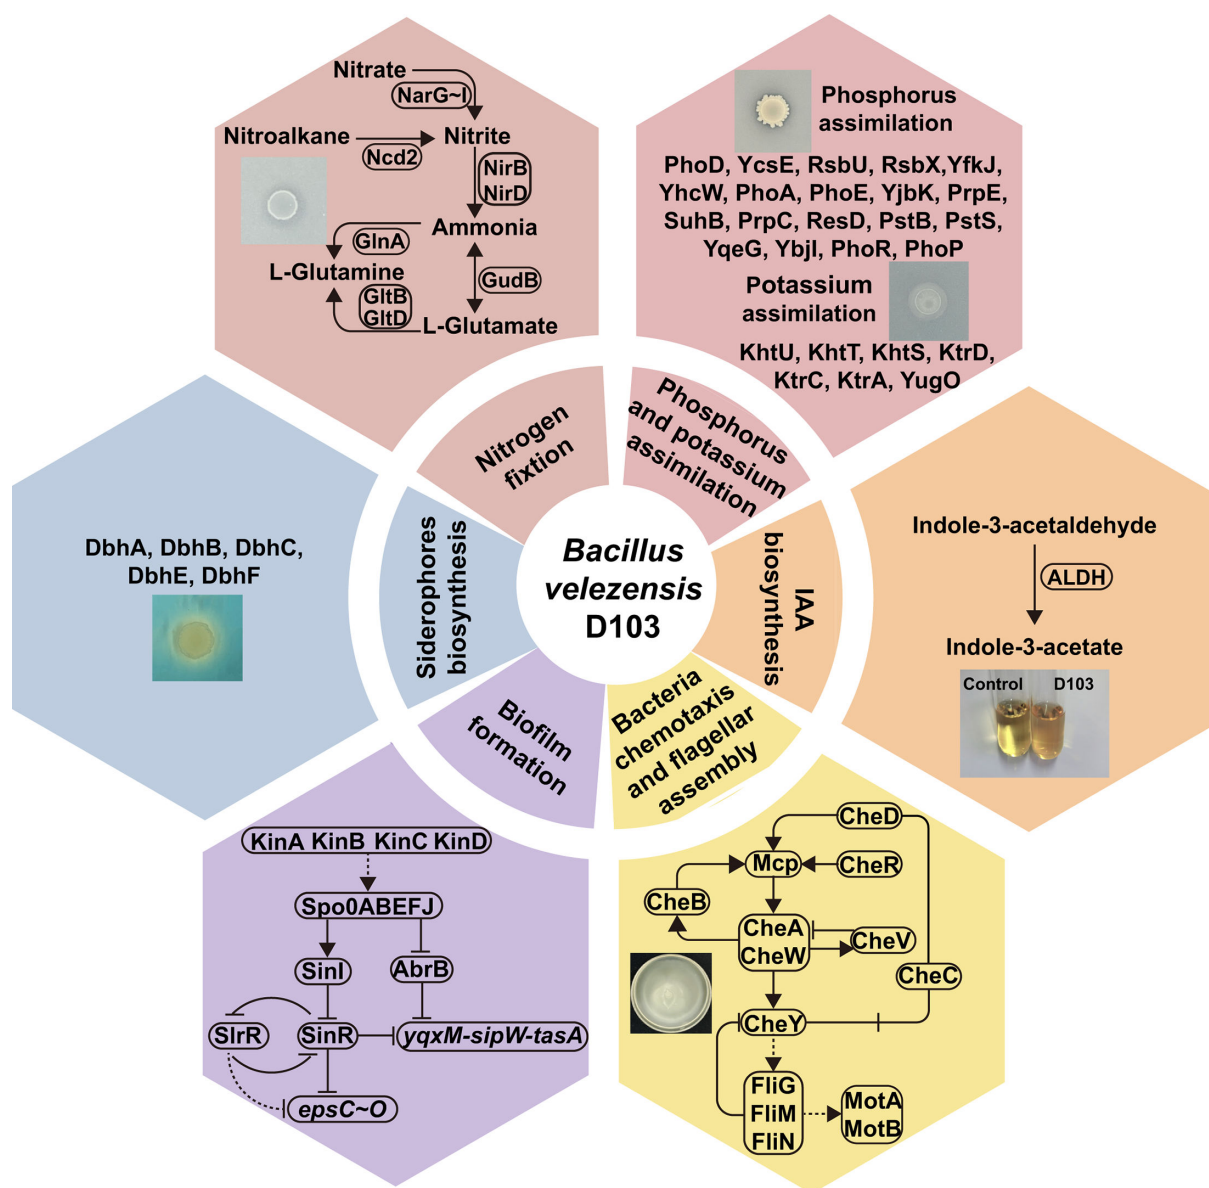 Nitrate
NarG~I
Nitroalkane
Nitrite
Ncd2
NirB
NirD
Ammonia
GlnA
L-Glutamine
GudB
GltB
GltD
L-Glutamate
Phosphorus
assimilation
PhoD, YcsE, RsbU, RsbX,YfkJ,
YhcW, PhoA, PhoE, YjbK, PrpE,
SuhB, PrpC, ResD, PstB, PstS,
YqeG, YbjI, PhoR, PhoP
Potassium
assimilation
KhtU, KhtT, KhtS, KtrD,
KtrC, KtrA, YugO
Nitrogen
fixtion
Phosphorus
and potassium
assimilation
Siderophores
biosynthesis
Bacillus
velezensis
D103
IAA
biosynthesis
Biofilm
formation
Bacteria
chemotaxis
and flagellar
assembly
DbhA, DbhB, DbhC,
DbhE, DbhF
Indole-3-acetaldehyde
ALDH
Indole-3-acetate
Control D103
KinA KinB KinC KinD
Spo0ABEFJ
SinI
AbrB
SlrR
SinR
yqxM-sipW-tasA
epsC~O
CheD
Mcp
CheR
CheB
CheA
CheW
CheV
CheC
CheY
FliG
FliM
FliN
MotA
MotB